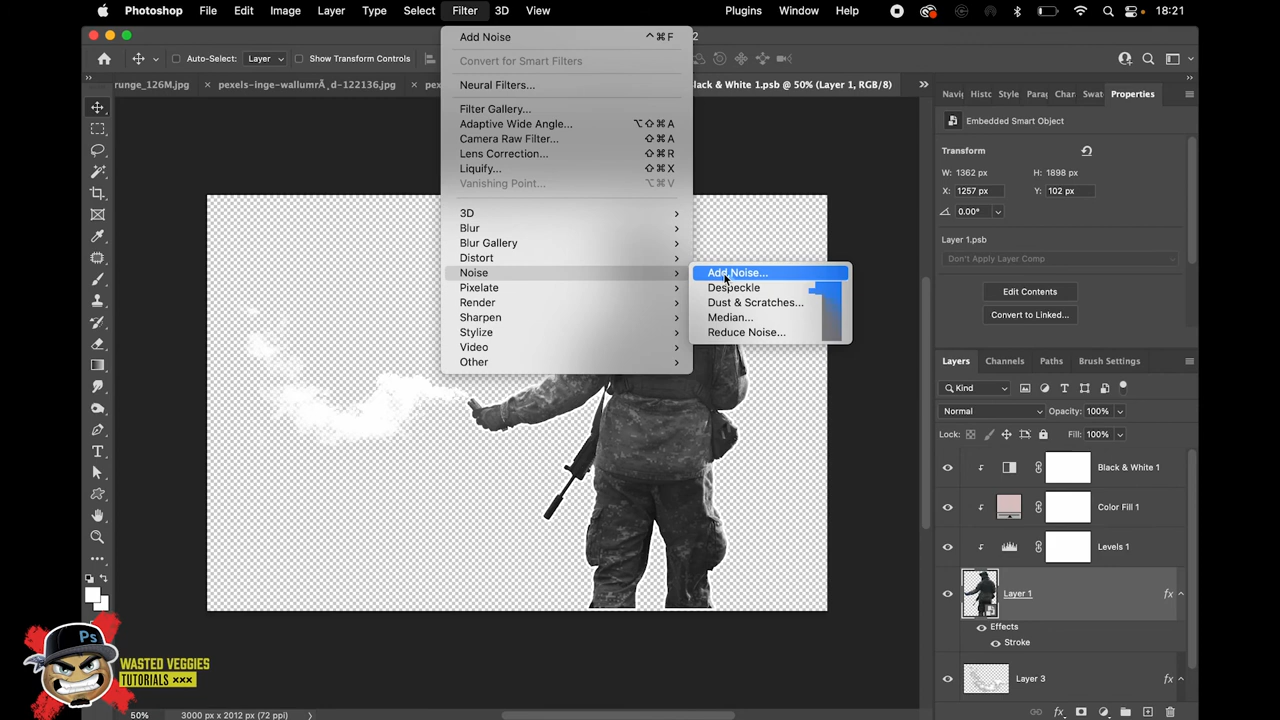 Photoshop File Edit Image Layer Type Select Filter 3D View Plugins Window Help 18:21
Auto-Select: Layer Show Transform Controls
runge_126M.jpg × pexels-inge-wallumrÃ¸d-122136.jpg × pex lack & White 1.psb @ 50% (Layer 1, RGB/8)
Add Noise ^⌘F
Convert for Smart Filters
Neural Filters...
Filter Gallery...
Adaptive Wide Angle... ⌥⇧⌘A
Camera Raw Filter... ⇧⌘A
Lens Correction... ⇧⌘R
Liquify... ⇧⌘X
Vanishing Point... ⌥⌘V
3D
Blur
Blur Gallery
Distort
Noise
Pixelate
Render
Sharpen
Stylize
Video
Other
Add Noise...
Despeckle
Dust & Scratches...
Median...
Reduce Noise...
Navi Histc Style Parag Char Swat Properties
Embedded Smart Object
Transform
W: 1362 px H: 1898 px
X: 1257 px Y: 102 px
0.00°
Layer 1.psb
Don't Apply Layer Comp
Edit Contents
Convert to Linked...
Layers Channels Paths Brush Settings
Kind
Normal Opacity: 100%
Lock: Fill: 100%
Black & White 1
Color Fill 1
Levels 1
Layer 1 fx
Effects
Stroke
Layer 3 fx
fx
50% 3000 px x 2012 px (72 ppi)
Ps
WASTED VEGGIES
TUTORIALS ×××